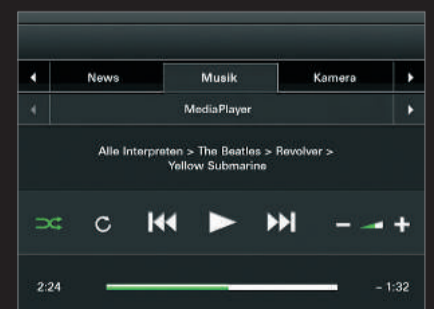 News Musik Kamera
MediaPlayer
Alle Interpreten > The Beatles > Revolver >
Yellow Submarine
2:24 – 1:32